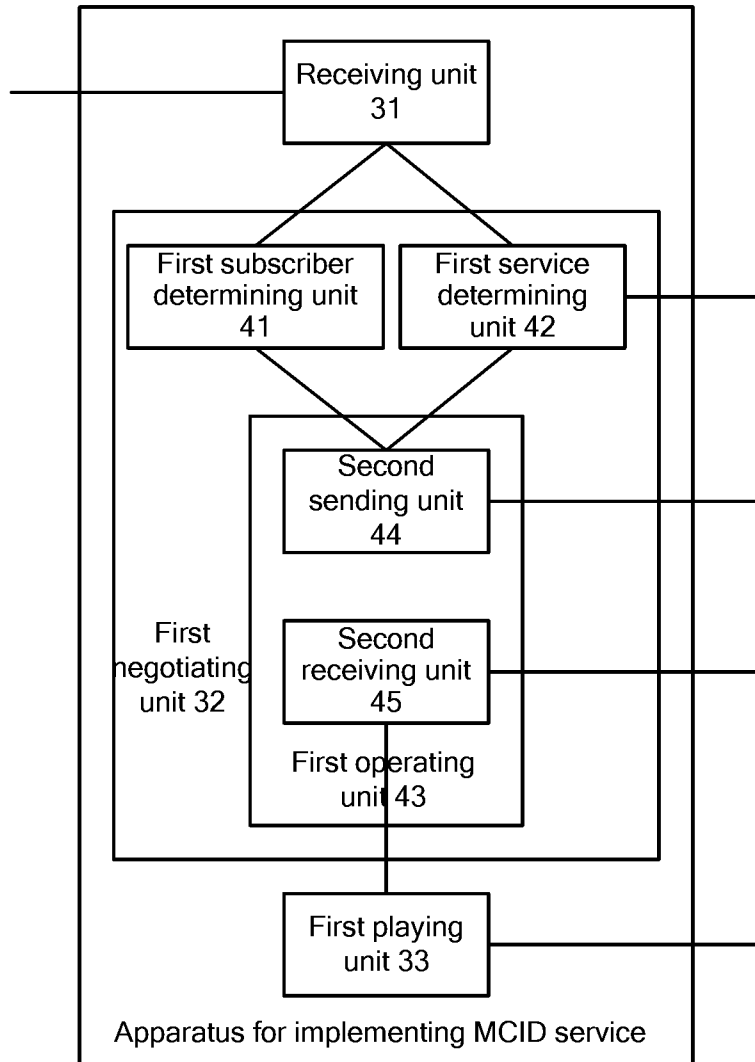 Receiving unit
31
First subscriber
determining unit
41
First service
determining
unit 42
Second
sending unit
44
First
negotiating
unit 32
Second
receiving unit
45
First operating
unit 43
First playing
unit 33
Apparatus for implementing MCID service